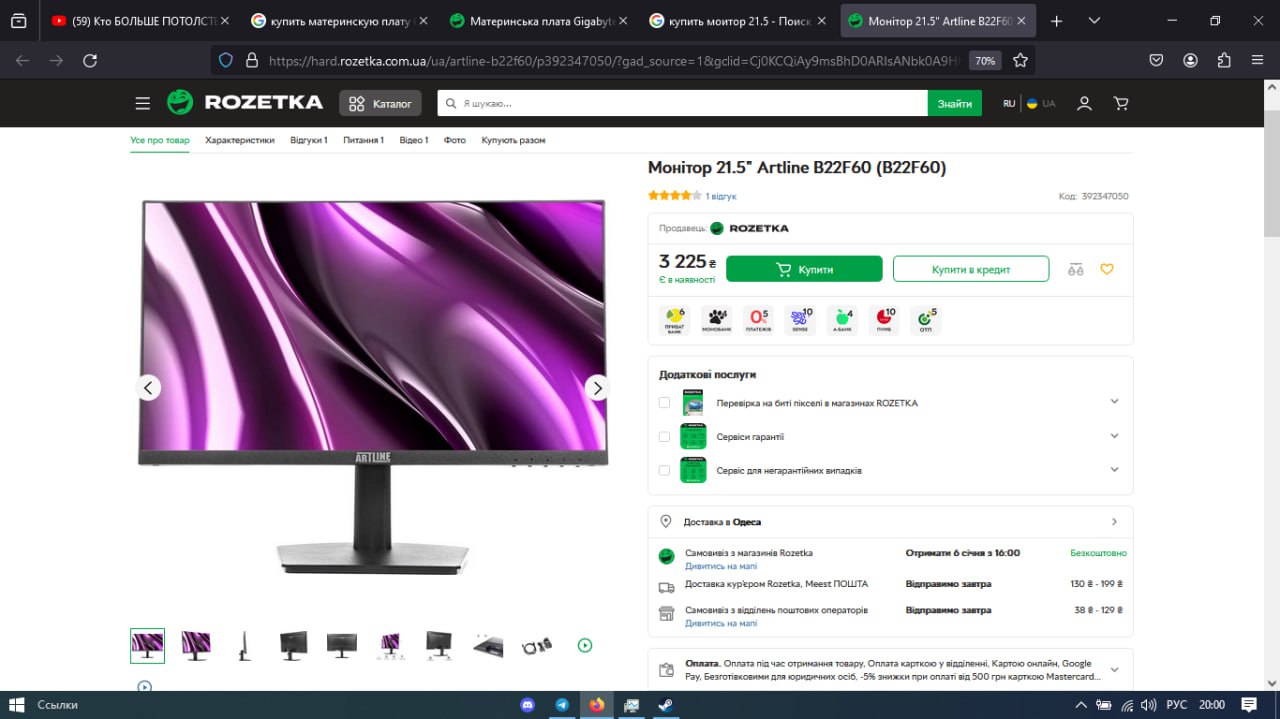 (59) Кто БОЛЬШЕ ПОТОЛСТЕ
купить материнскую плату
Материнська плата Gigabyte
купить моитор 21.5 - Поиск
Монітор 21.5" Artline B22F60
https://hard.rozetka.com.ua/ua/artline-b22f60/p392347050/?gad_source=1&gclid=Cj0KCQiAy9msBhD0ARIsANbk0A9H
70%
ROZETKA
Каталог
Я шукаю...
Знайти
RU
UA
Усе про товар
Характеристики
Відгуки 1
Питання 1
Відео 1
Фото
Купують разом
Монітор 21.5" Artline B22F60 (B22F60)
1 відгук
Код: 392347050
Продавець: ROZETKA
3 225 ₴
Є в наявності
Купити
Купити в кредит
6 ПРИВАТ БАНК
4 МОНОБАНК
5 ПЛАТЕЖІВ
10 SENSE
4 А-БАНК
10 ПУМБ
5 ОТП
ARTLINE
Додаткові послуги
ROZETKA
Перевірка на биті пікселі в магазинах ROZETKA
ROZETKA
Сервіси гарантії
ROZETKA
Сервіс для негарантійних випадків
Доставка в Одеса
Самовивіз з магазинів Rozetka
Отримати 6 січня з 16:00
Безкоштовно
Дивитись на мапі
Доставка кур'єром Rozetka, Meest ПОШТА
Відправимо завтра
130 ₴ - 199 ₴
Самовивіз з відділень поштових операторів
Відправимо завтра
38 ₴ - 129 ₴
Дивитись на мапі
Оплата. Оплата під час отримання товару, Оплата карткою у відділенні, Картою онлайн, Google
Pay, Безготівковими для юридичних осіб, -5% знижки при оплаті від 500 грн карткою Mastercard...
Ссылки
РУС
20:00